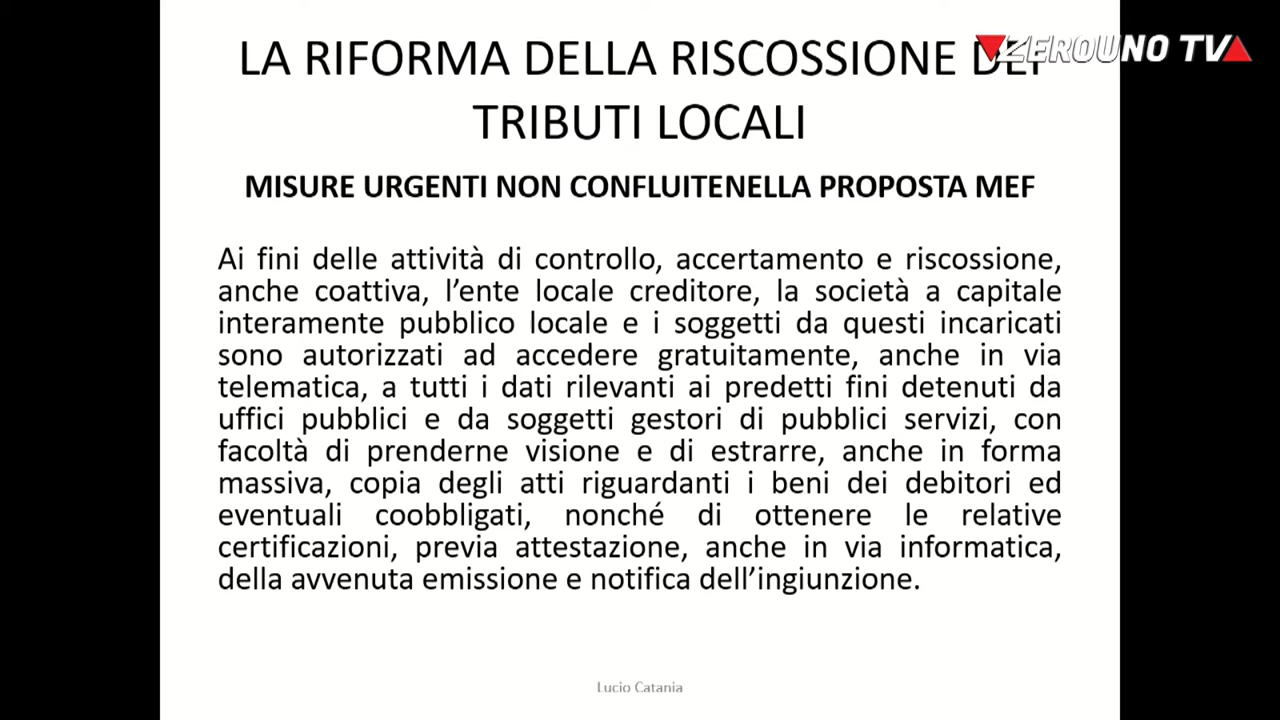 LA RIFORMA DELLA RISCOSSIONE DEI
TRIBUTI LOCALI
ZEROUNO TV
MISURE URGENTI NON CONFLUITENELLA PROPOSTA MEF
Ai fini delle attività di controllo, accertamento e riscossione,
anche coattiva, l’ente locale creditore, la società a capitale
interamente pubblico locale e i soggetti da questi incaricati
sono autorizzati ad accedere gratuitamente, anche in via
telematica, a tutti i dati rilevanti ai predetti fini detenuti da
uffici pubblici e da soggetti gestori di pubblici servizi, con
facoltà di prenderne visione e di estrarre, anche in forma
massiva, copia degli atti riguardanti i beni dei debitori ed
eventuali coobbligati, nonché di ottenere le relative
certificazioni, previa attestazione, anche in via informatica,
della avvenuta emissione e notifica dell’ingiunzione.
Lucio Catania